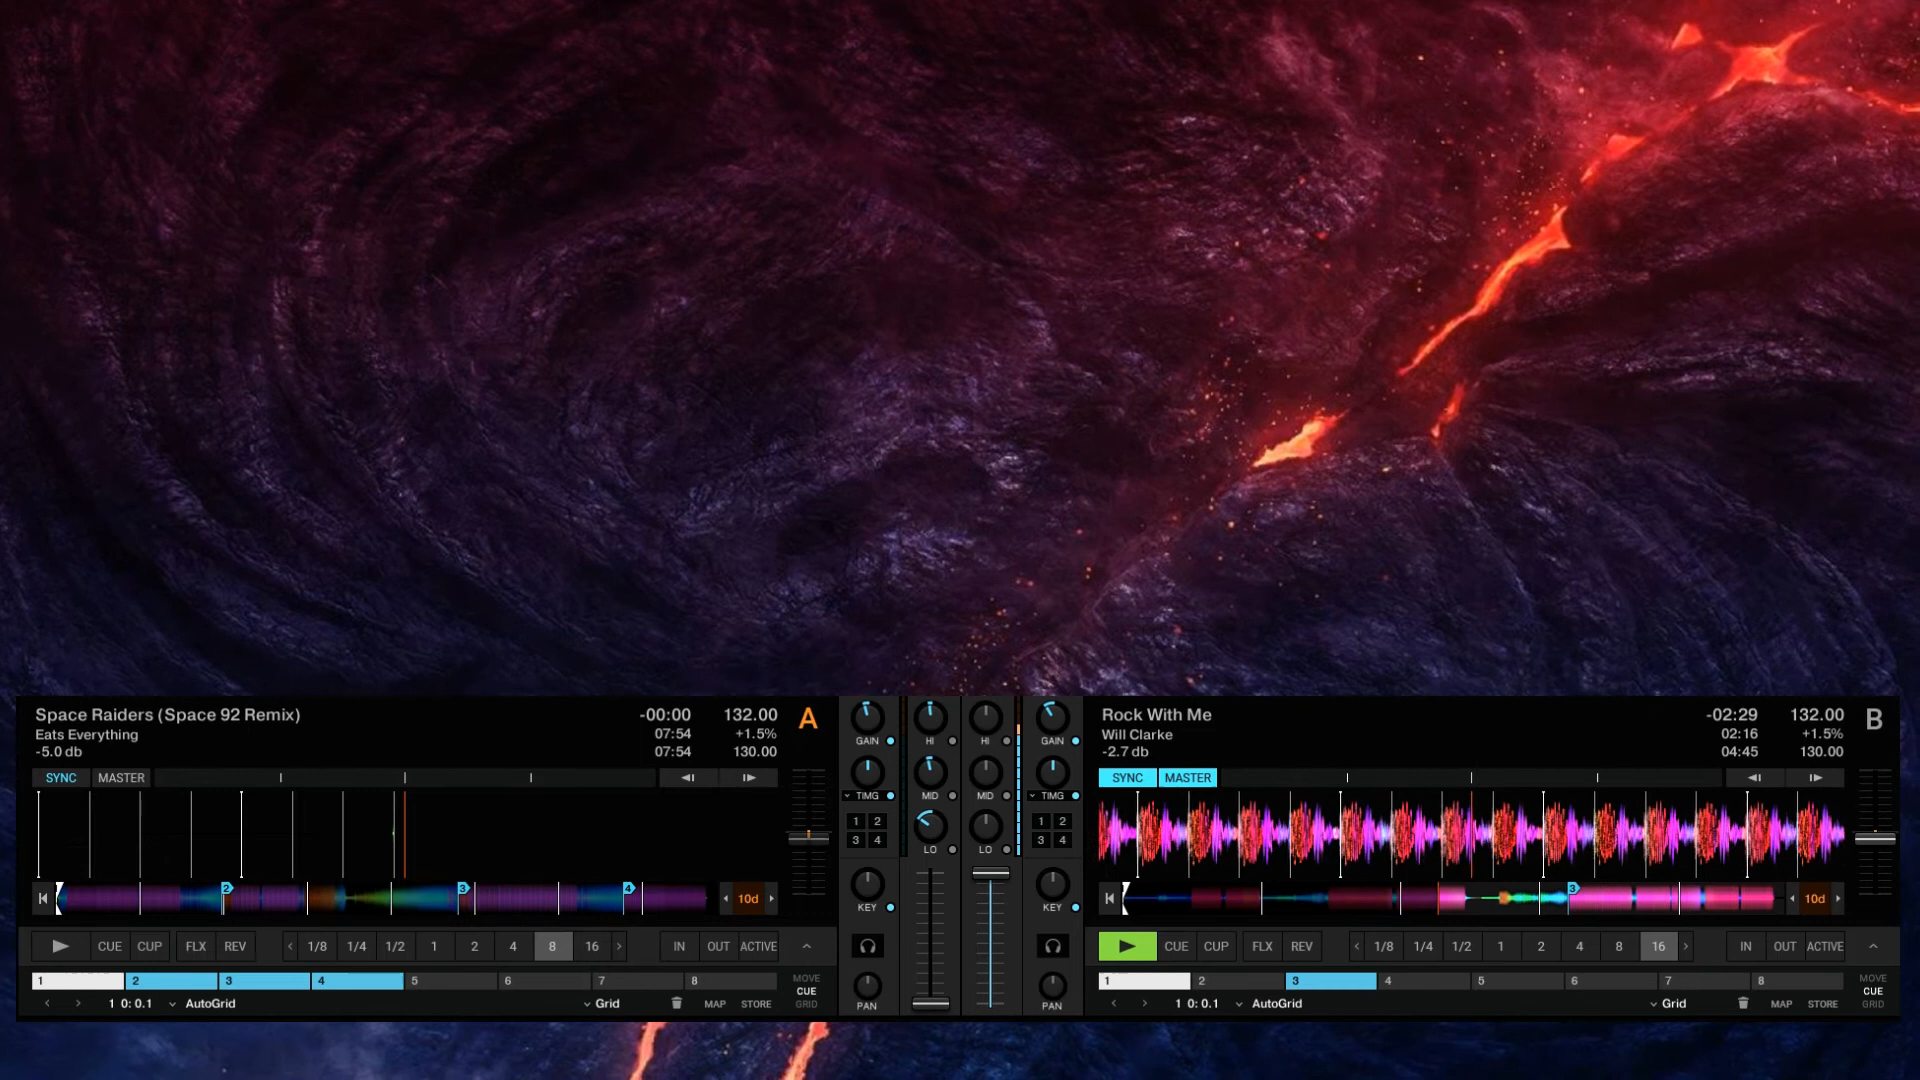 Space Raiders (Space 92 Remix) -00:00 132.00 A
Eats Everything 07:54 +1.5%
-5.0 db 07:54 130.00
SYNC MASTER
2 3 4
10d
CUE CUP FLX REV 1/8 1/4 1/2 1 2 4 8 16 IN OUT ACTIVE
1 2 3 4 5 6 7 8
MOVE
CUE
GRID
1 0: 0.1 AutoGrid Grid MAP STORE
GAIN HI HI GAIN
TIMG MID MID TIMG
1 2 1 2
3 4 3 4
LO LO
KEY KEY
PAN PAN
Rock With Me -02:29 132.00 B
Will Clarke 02:16 +1.5%
-2.7 db 04:45 130.00
SYNC MASTER
3
10d
CUE CUP FLX REV 1/8 1/4 1/2 1 2 4 8 16 IN OUT ACTIVE
1 2 3 4 5 6 7 8
MOVE
CUE
GRID
1 0: 0.1 AutoGrid Grid MAP STORE